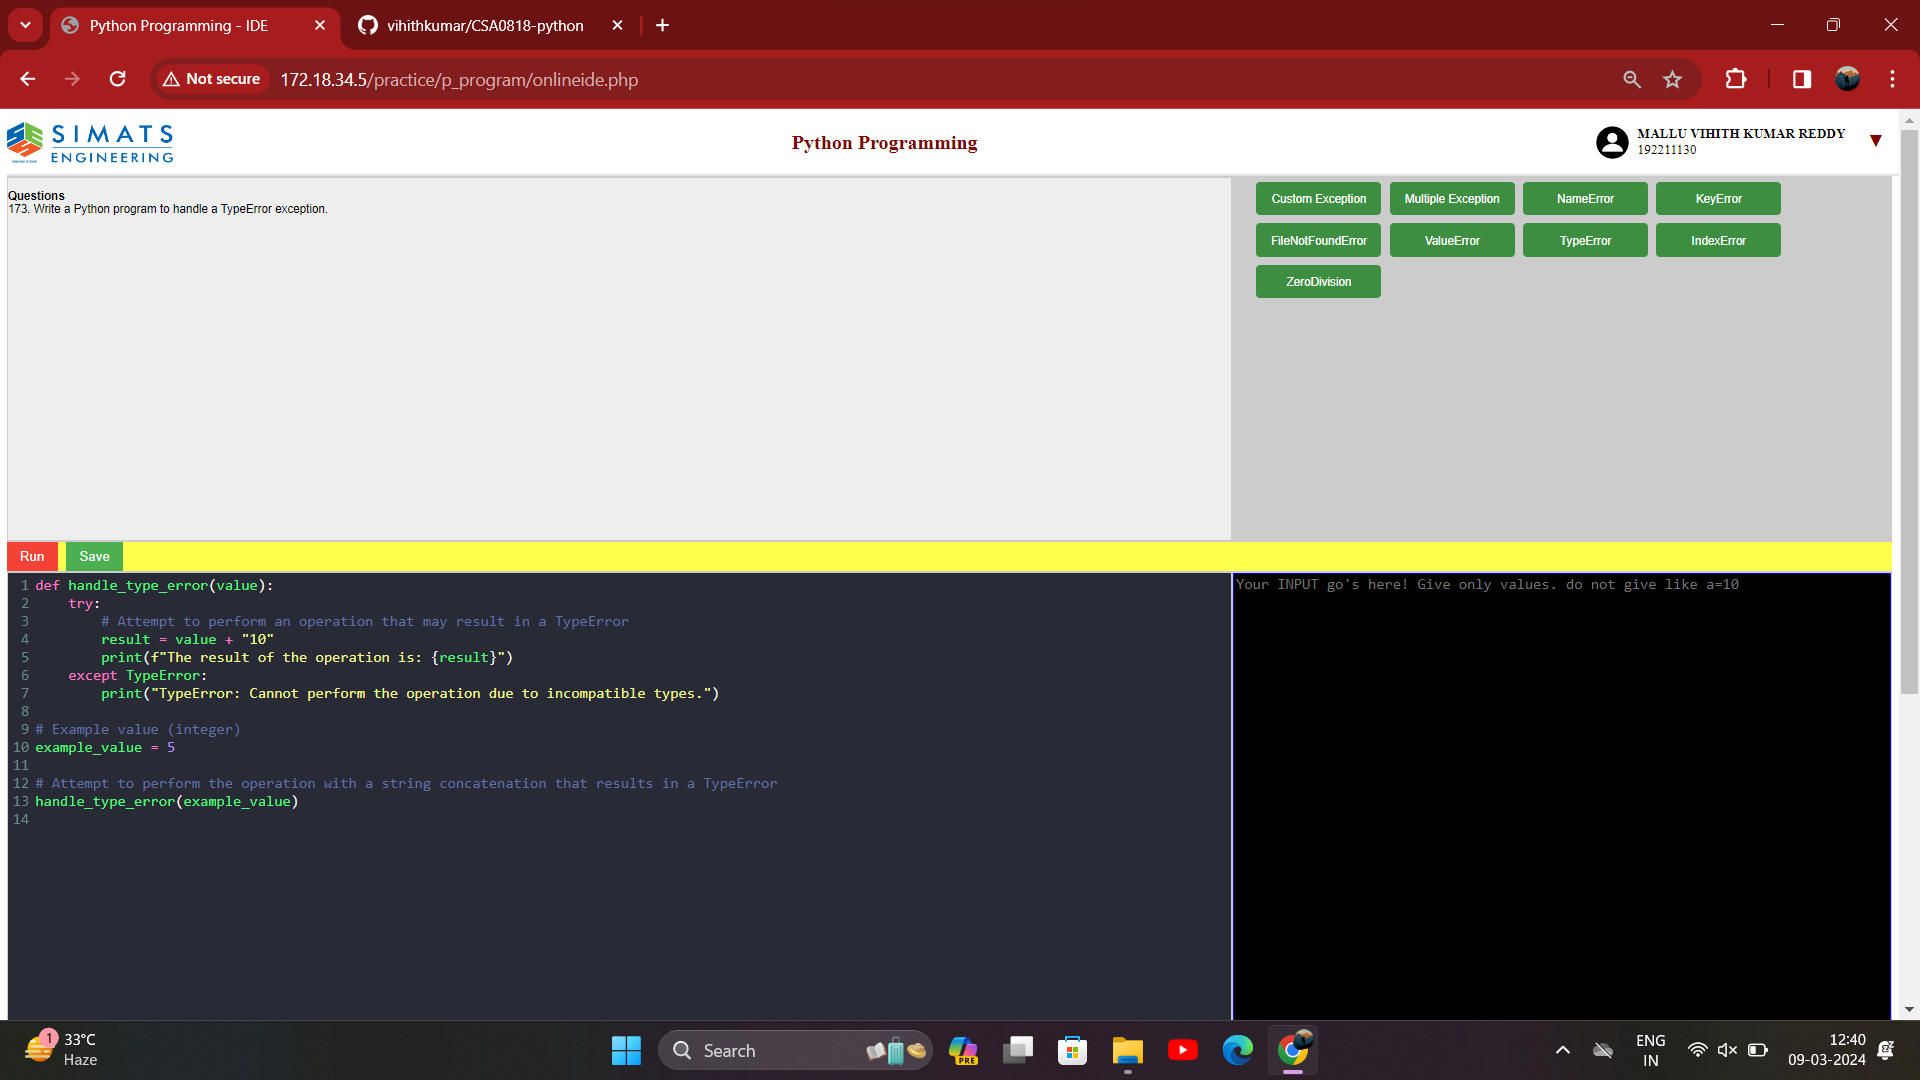 Python Programming - IDE
vihithkumar/CSA0818-python
Not secure
172.18.34.5/practice/p_program/onlineide.php
SIMATS
ENGINEERING
Python Programming
MALLU VIHITH KUMAR REDDY
192211130
Questions
173. Write a Python program to handle a TypeError exception.
Custom Exception
Multiple Exception
NameError
KeyError
FileNotFoundError
ValueError
TypeError
IndexError
ZeroDivision
Run
Save
1 def handle_type_error(value):
2     try:
3         # Attempt to perform an operation that may result in a TypeError
4         result = value + "10"
5         print(f"The result of the operation is: {result}")
6     except TypeError:
7         print("TypeError: Cannot perform the operation due to incompatible types.")
8
9 # Example value (integer)
10 example_value = 5
11
12 # Attempt to perform the operation with a string concatenation that results in a TypeError
13 handle_type_error(example_value)
14
Your INPUT go's here! Give only values. do not give like a=10
1
33°C
Haze
Search
PRE
ENG
IN
12:40
09-03-2024